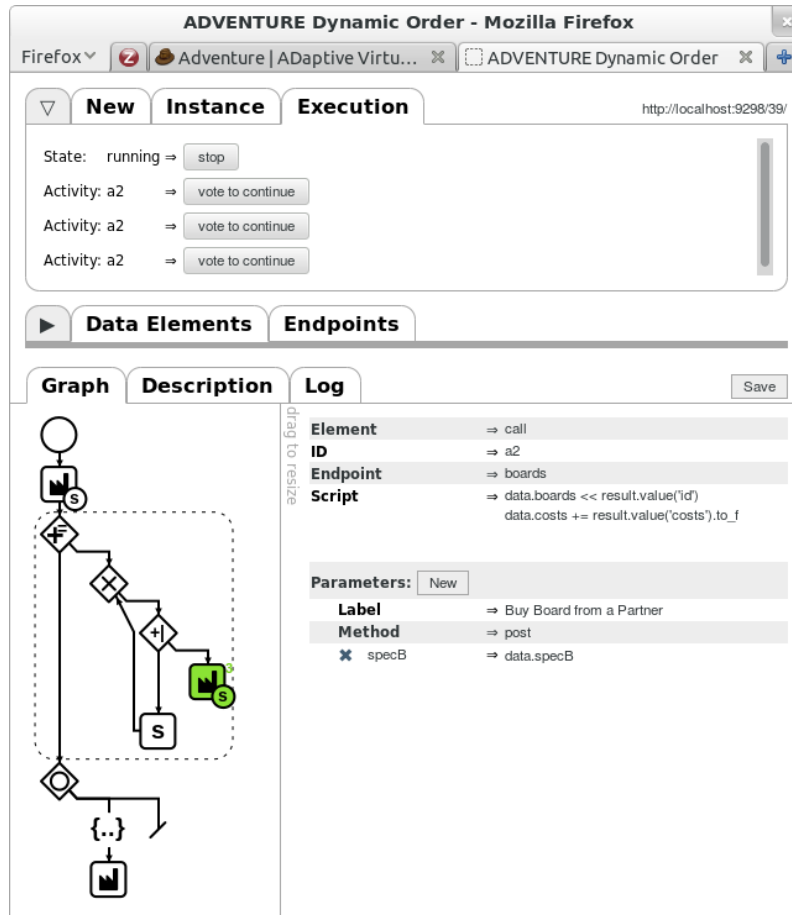 ADVENTURE Dynamic Order - Mozilla Firefox
Firefox Adventure | ADaptive Virtu... ADVENTURE Dynamic Order
New Instance Execution http://localhost:9298/39/
State: running ⇒ stop
Activity: a2 ⇒ vote to continue
Activity: a2 ⇒ vote to continue
Activity: a2 ⇒ vote to continue
Data Elements Endpoints
Graph Description Log Save
drag to resize
Element ⇒ call
ID ⇒ a2
Endpoint ⇒ boards
Script ⇒ data.boards << result.value('id')
data.costs += result.value('costs').to_f
Parameters: New
Label ⇒ Buy Board from a Partner
Method ⇒ post
specB ⇒ data.specB
S
3
S
S
{..}